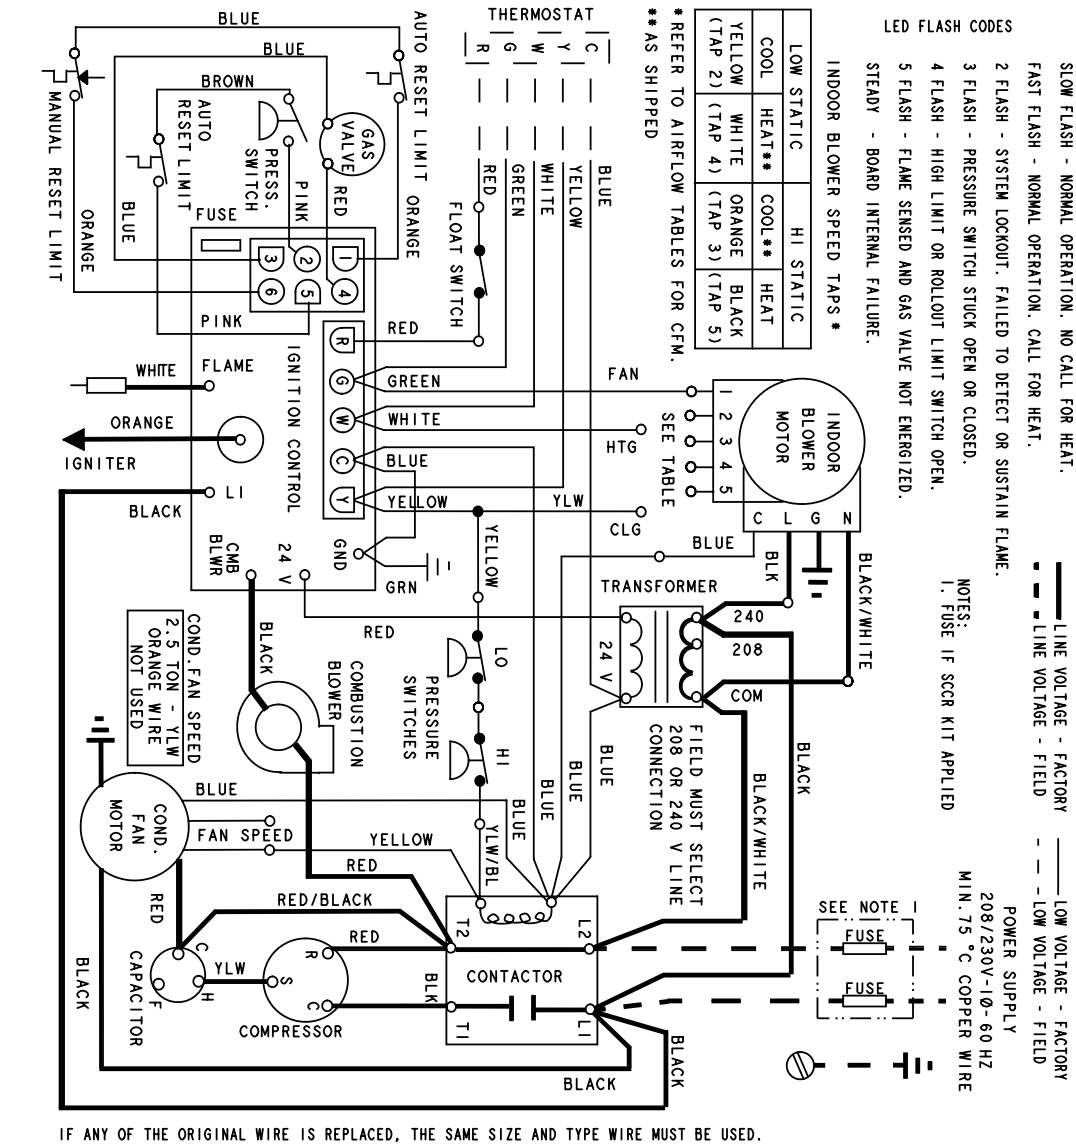 LED FLASH CODES
SLOW FLASH - NORMAL OPERATION. NO CALL FOR HEAT.
FAST FLASH - NORMAL OPERATION. CALL FOR HEAT.
2 FLASH - SYSTEM LOCKOUT. FAILED TO DETECT OR SUSTAIN FLAME.
3 FLASH - PRESSURE SWITCH STUCK OPEN OR CLOSED.
4 FLASH - HIGH LIMIT OR ROLLOUT LIMIT SWITCH OPEN.
5 FLASH - FLAME SENSED AND GAS VALVE NOT ENERGIZED.
STEADY - BOARD INTERNAL FAILURE.
INDOOR BLOWER SPEED TAPS *
LOW STATIC
HI STATIC
COOL
HEAT**
COOL**
HEAT
YELLOW
(TAP 2)
WHITE
(TAP 4)
ORANGE
(TAP 3)
BLACK
(TAP 5)
* REFER TO AIRFLOW TABLES FOR CFM.
** AS SHIPPED
THERMOSTAT
R
G
W
Y
C
RED
GREEN
WHITE
YELLOW
BLUE
BLUE
BLUE
BROWN
AUTO RESET LIMIT
MANUAL RESET LIMIT
AUTO
RESET LIMIT
PRESS.
SWITCH
GAS
VALVE
PINK
RED
ORANGE
ORANGE
BLUE
FUSE
3
2
1
6
5
4
PINK
FLOAT SWITCH
RED
R
G
W
C
Y
GREEN
WHITE
BLUE
YELLOW
IGNITION CONTROL
FLAME
WHITE
ORANGE
IGNITER
L1
BLACK
CMB
BLWR
24 V
GND
GRN
FAN
HTG
CLG
YLW
SEE TABLE
1
2
3
4
5
INDOOR
BLOWER
MOTOR
C
L
G
N
BLUE
BLK
BLACK/WHITE
TRANSFORMER
240
208
COM
24 V
RED
YELLOW
LO
PRESSURE
SWITCHES
HI
BLACK
COMBUSTION
BLOWER
COND.FAN SPEED
2.5 TON - YLW
ORANGE WIRE
NOT USED
COND.
FAN
MOTOR
BLUE
FAN SPEED
YELLOW
RED
RED/BLACK
YLW/BL
BLUE
BLUE
BLUE
BLUE
FIELD MUST SELECT
208 OR 240 V LINE
CONNECTION
BLACK
BLACK/WHITE
RED
C
H
F
CAPACITOR
YLW
R
S
C
COMPRESSOR
RED
BLK
T2
L2
CONTACTOR
T1
L1
BLACK
BLACK
BLACK
SEE NOTE 1
FUSE
FUSE
POWER SUPPLY
208/230V-1Ø-60 HZ
MIN. 75 °C COPPER WIRE
NOTES:
1. FUSE IF SCCR KIT APPLIED
LINE VOLTAGE - FACTORY
LINE VOLTAGE - FIELD
LOW VOLTAGE - FACTORY
LOW VOLTAGE - FIELD
IF ANY OF THE ORIGINAL WIRE IS REPLACED, THE SAME SIZE AND TYPE WIRE MUST BE USED.